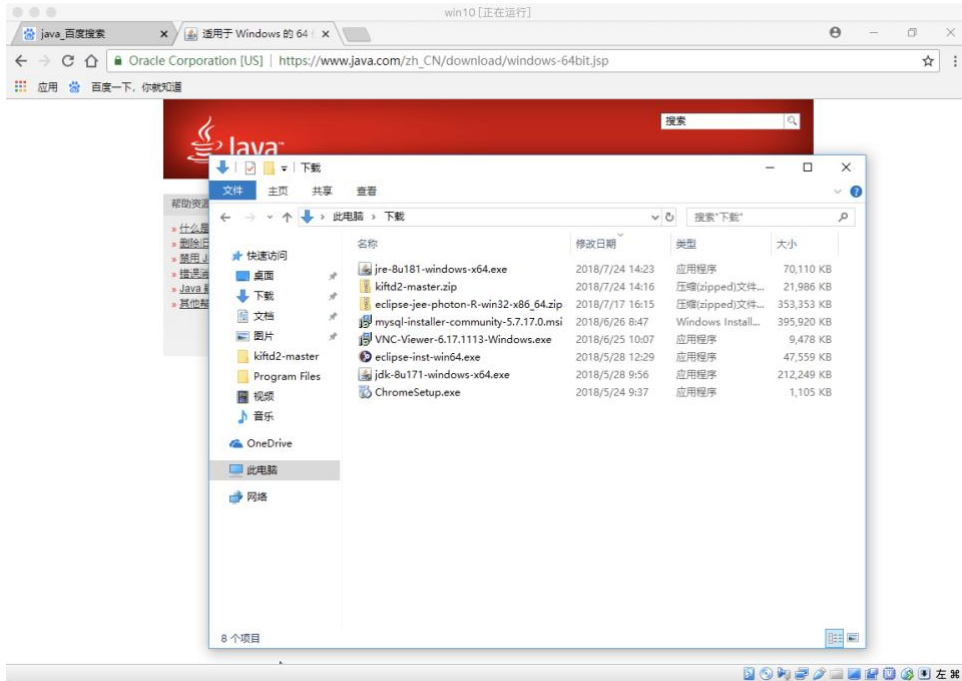 win10 [正在运行]
java_百度搜索
适用于 Windows 的 64
Oracle Corporation [US] | https://www.java.com/zh_CN/download/windows-64bit.jsp
应用 百度一下，你就知道
搜索
Java
下载
文件 主页 共享 查看
此电脑 › 下载
搜索"下载"
帮助资源
» 什么是
» 删除旧
» 禁用 J
» 错误消
» Java
» 其他帮
快速访问
桌面
下载
文档
图片
kiftd2-master
Program Files
视频
音乐
OneDrive
此电脑
网络
名称 修改日期 类型 大小
jre-8u181-windows-x64.exe 2018/7/24 14:23 应用程序 70,110 KB
kiftd2-master.zip 2018/7/24 14:16 压缩(zipped)文件... 21,986 KB
eclipse-jee-photon-R-win32-x86_64.zip 2018/7/17 16:15 压缩(zipped)文件... 353,353 KB
mysql-installer-community-5.7.17.0.msi 2018/6/26 8:47 Windows Install... 395,920 KB
VNC-Viewer-6.17.1113-Windows.exe 2018/6/25 10:07 应用程序 9,478 KB
eclipse-inst-win64.exe 2018/5/28 12:29 应用程序 47,559 KB
jdk-8u171-windows-x64.exe 2018/5/28 9:56 应用程序 212,249 KB
ChromeSetup.exe 2018/5/24 9:37 应用程序 1,105 KB
8 个项目
左 ⌘